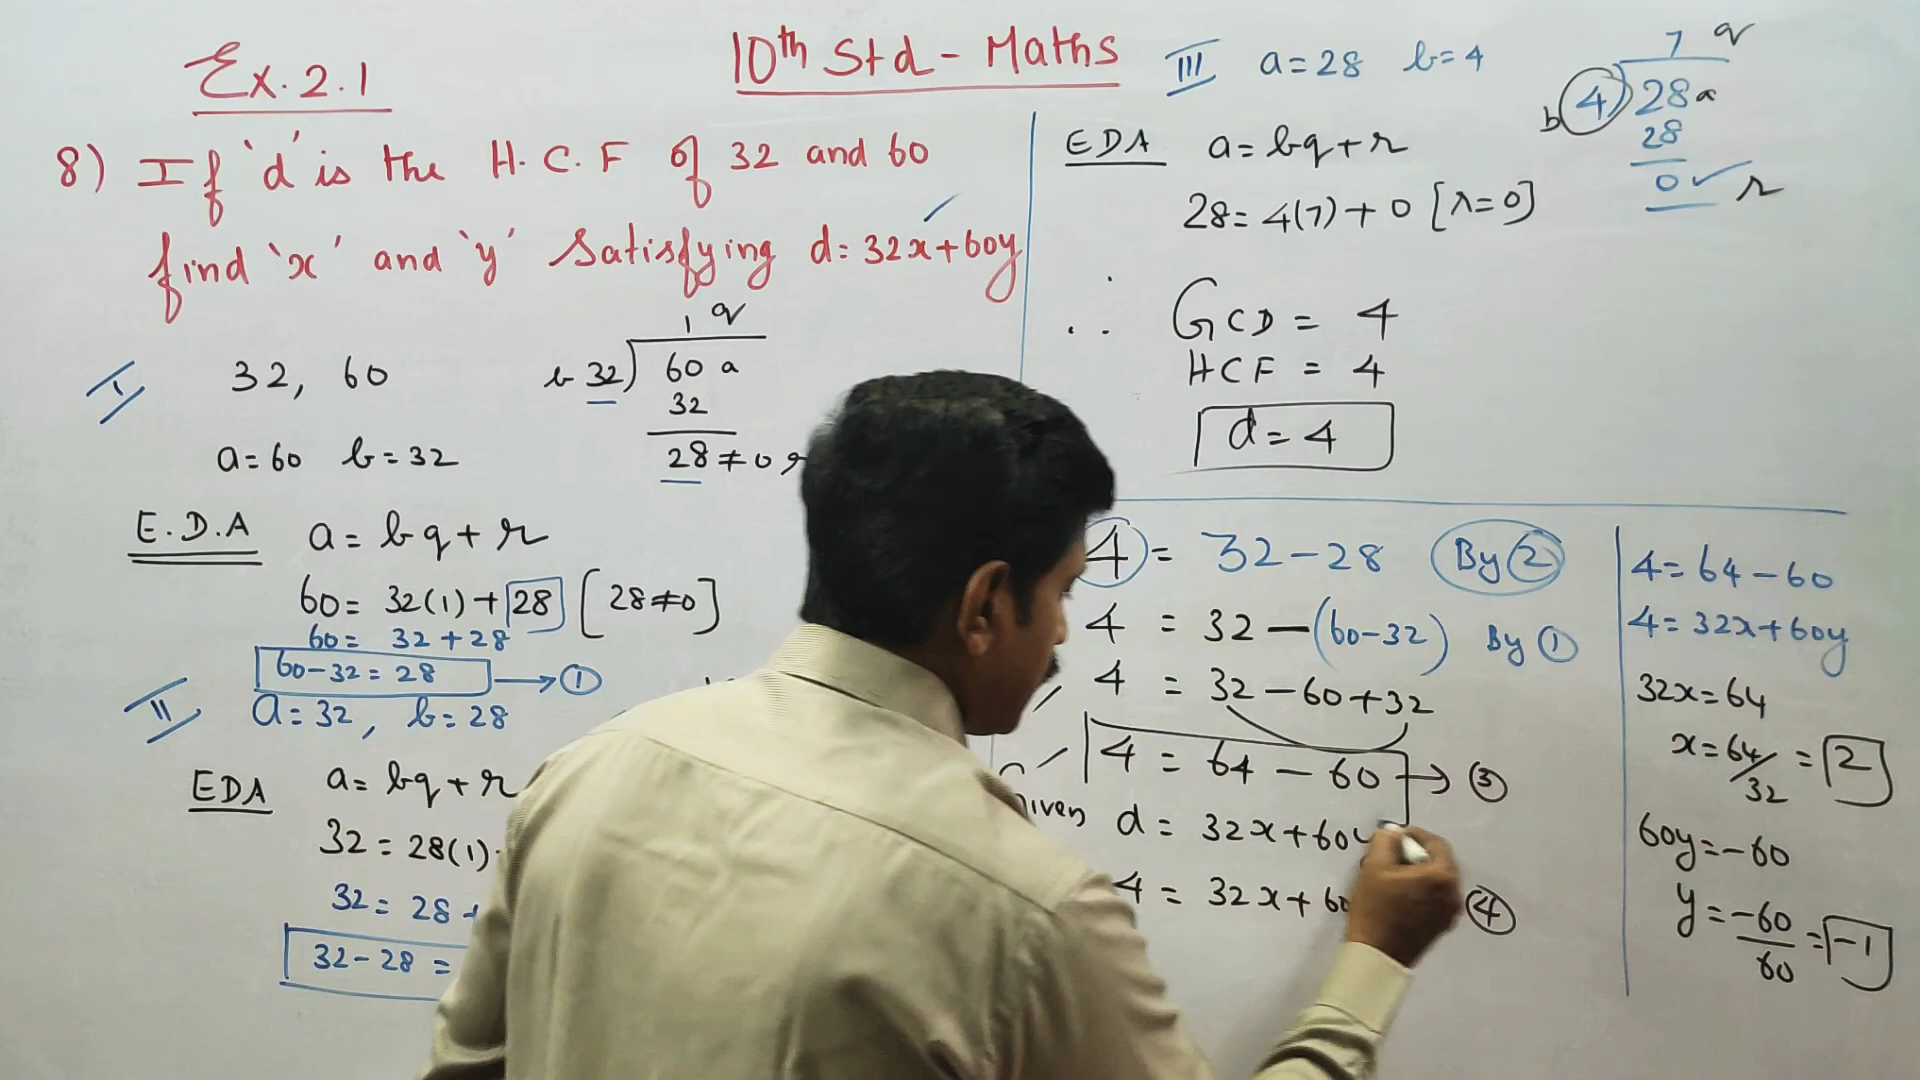 Ex. 2.1
10th Std - Maths
8) If 'd' is the H.C.F of 32 and 60
find 'x' and 'y' satisfying d = 32x+60y
I
32, 60
a=60 b=32
1 q
b 32) 60 a
32
28≠0
E.D.A a = bq + r
60 = 32(1)+28 [28≠0]
60 = 32+28
60-32 = 28 → ①
II a=32, b=28
EDA a = bq + r
32 = 28(1)
32 = 28
32-28 =
III a=28 b=4
7 q
b 4) 28 a
28
0 ✓ r
EDA a = bq + r
28 = 4(7)+0 [r=0]
∴ GCD = 4
HCF = 4
d = 4
4 = 32-28 By ②
4 = 32-(60-32) By ①
4 = 32-60+32
4 = 64-60 → ③
d = 32x+60y
4 = 32x+60 ④
4 = 64-60
4 = 32x+60y
32x = 64
x = 64/32 = 2
60y = -60
y = -60/60 = -1